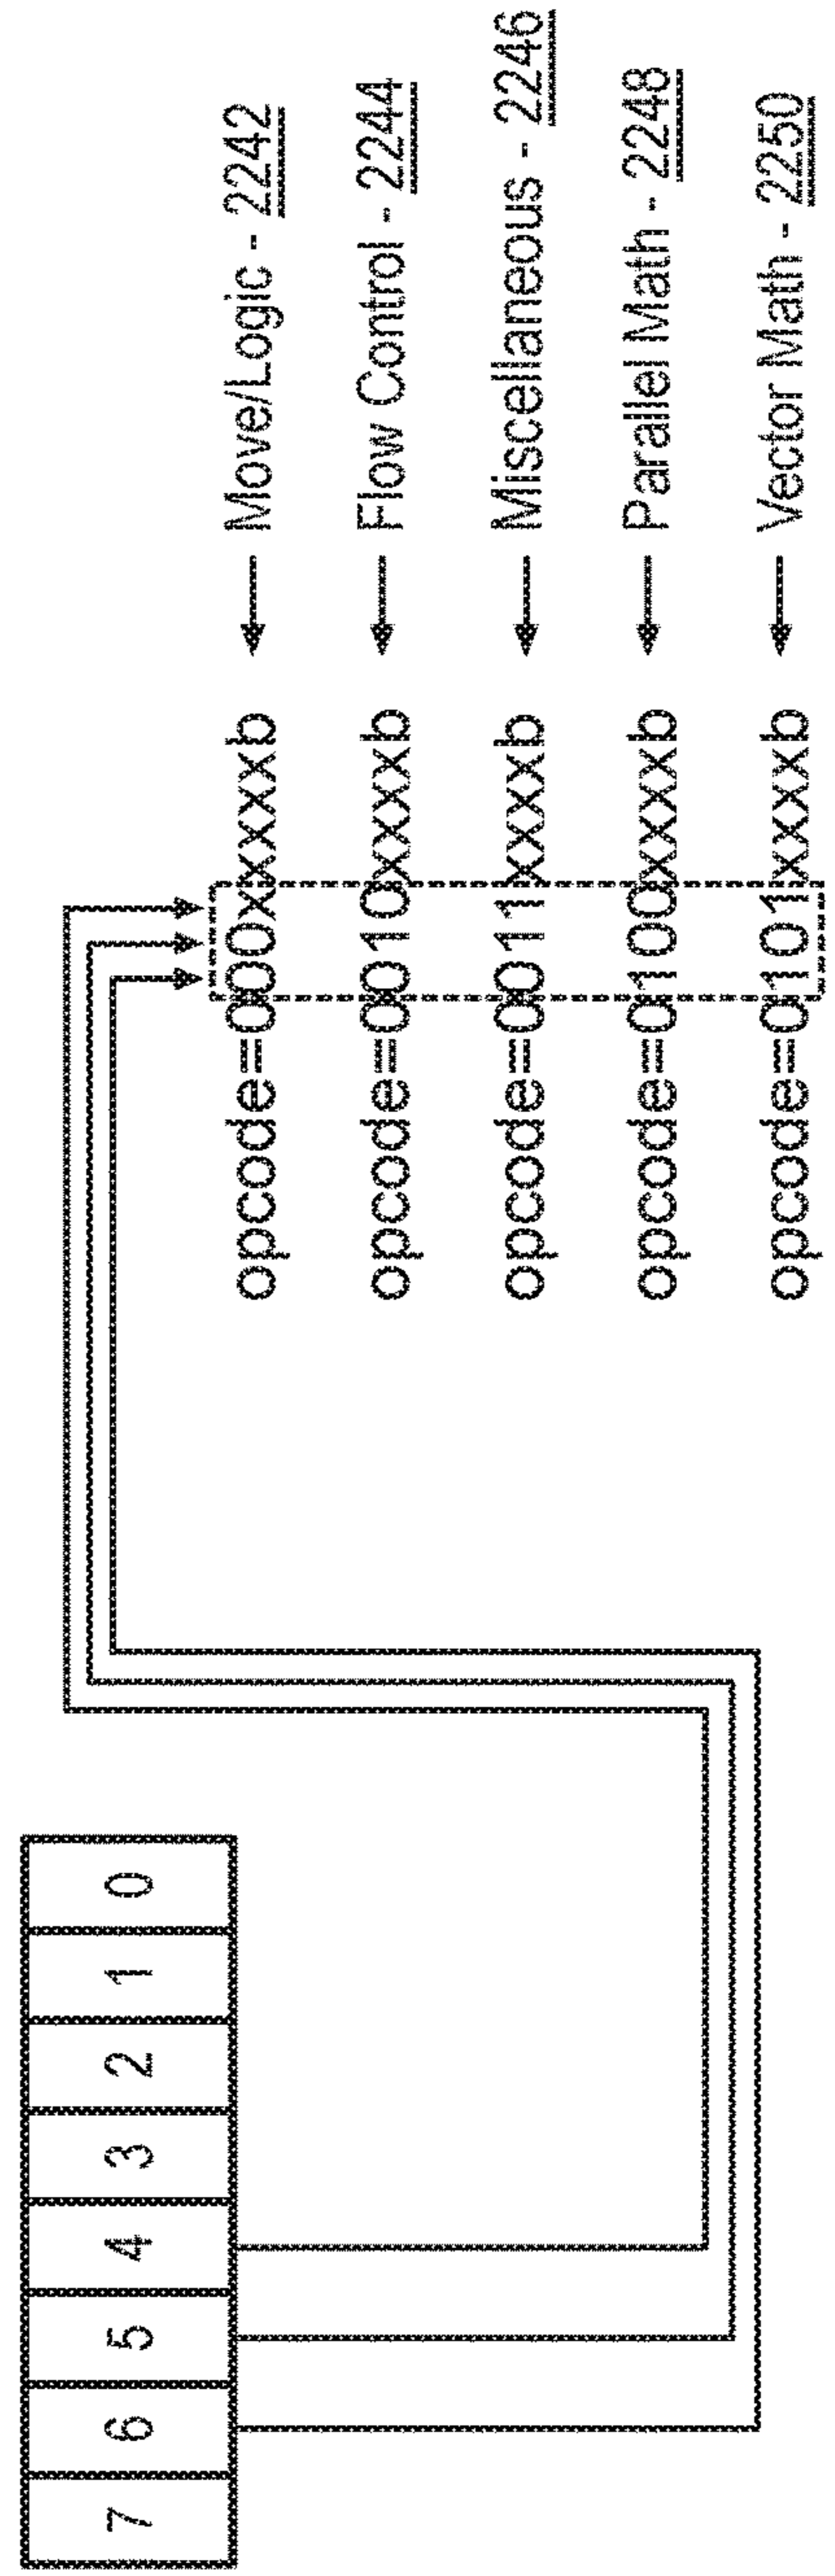 7 6 5 4 3 2 1 0
opcode=000xxxxxb ← Move/Logic - 2242
opcode=0010xxxxb ← Flow Control - 2244
opcode=0011xxxxb ← Miscellaneous - 2246
opcode=0100xxxxb ← Parallel Math - 2248
opcode=0101xxxxb ← Vector Math - 2250